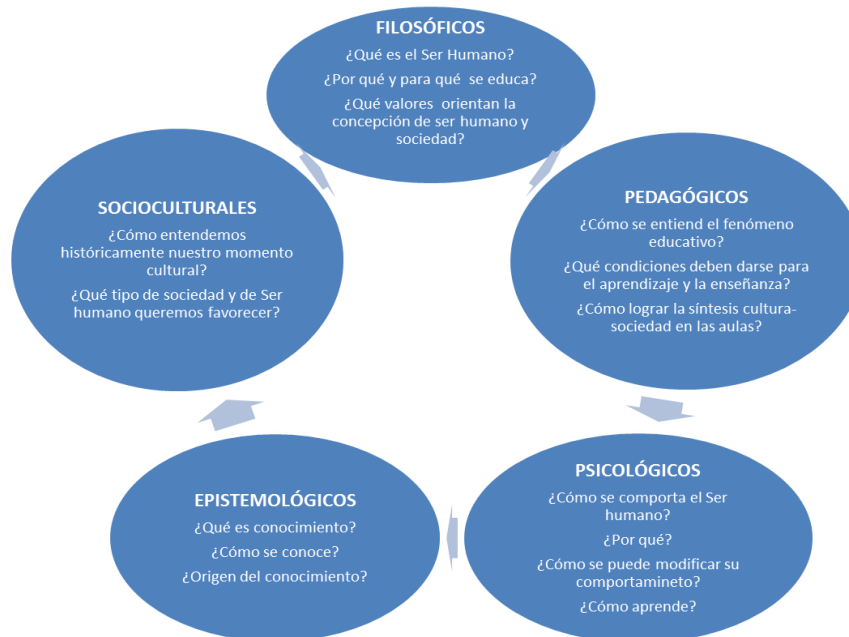 FILOSÓFICOS
¿Qué es el Ser Humano?
¿Por qué y para qué se educa?
¿Qué valores orientan la
concepción de ser humano y
sociedad?
PEDAGÓGICOS
¿Cómo se entiend el fenómeno
educativo?
¿Qué condiciones deben darse para
el aprendizaje y la enseñanza?
¿Cómo lograr la síntesis cultura-
sociedad en las aulas?
PSICOLÓGICOS
¿Cómo se comporta el Ser
humano?
¿Por qué?
¿Cómo se puede modificar su
comportamineto?
¿Cómo aprende?
EPISTEMOLÓGICOS
¿Qué es conocimiento?
¿Cómo se conoce?
¿Origen del conocimiento?
SOCIOCULTURALES
¿Cómo entendemos
históricamente nuestro momento
cultural?
¿Qué tipo de sociedad y de Ser
humano queremos favorecer?